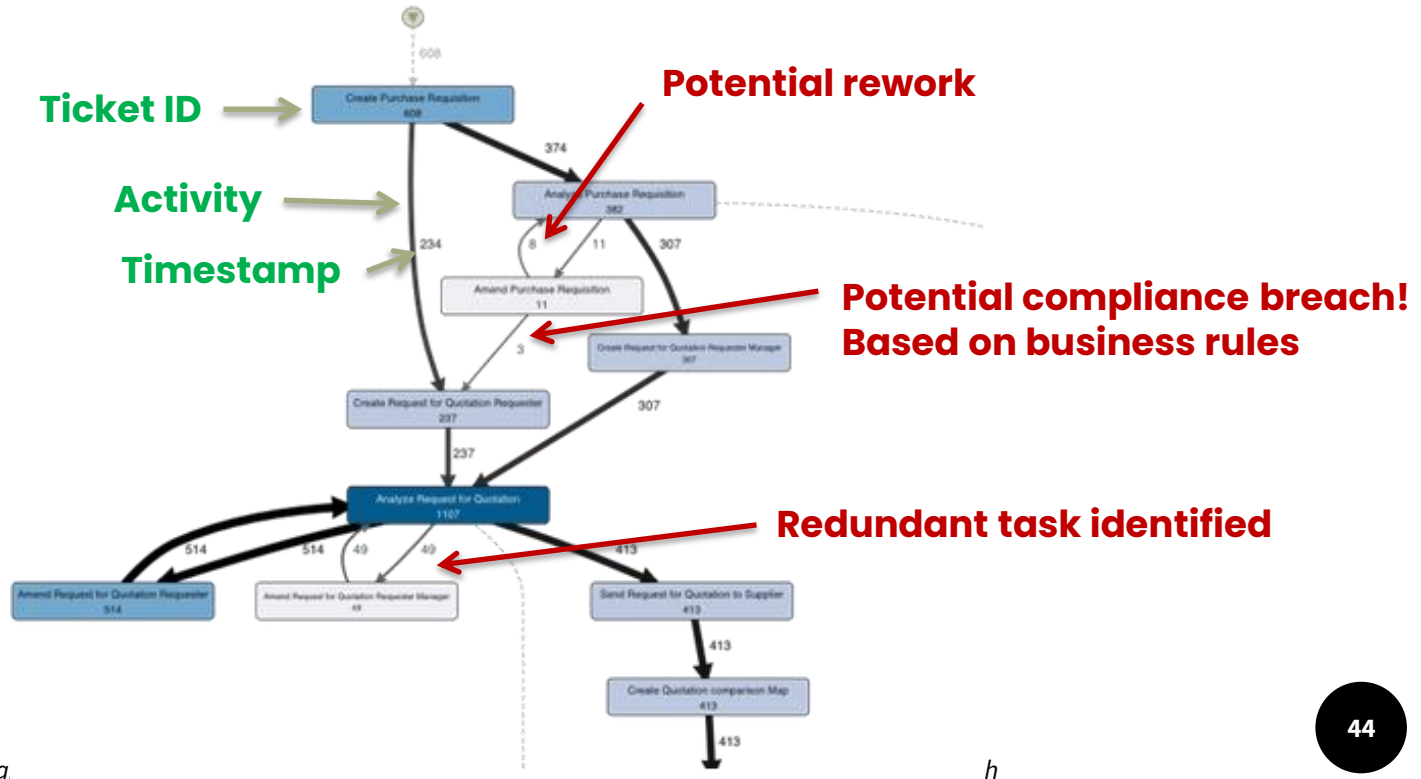 608
Create Purchase Requisition
608
Potential rework
Ticket ID
374
Activity
Analyze Purchase Requisition
382
234
8
11
307
Timestamp
Amend Purchase Requisition
11
Potential compliance breach!
Based on business rules
3
Create Request for Quotation Requester Manager
307
Create Request for Quotation Requester
237
307
237
Analyze Request for Quotation
1107
Redundant task identified
514
514
49
49
413
Amend Request for Quotation Requester
514
Amend Request for Quotation Requester Manager
49
Send Request for Quotation to Supplier
413
413
Create Quotation comparison Map
413
413
44
h